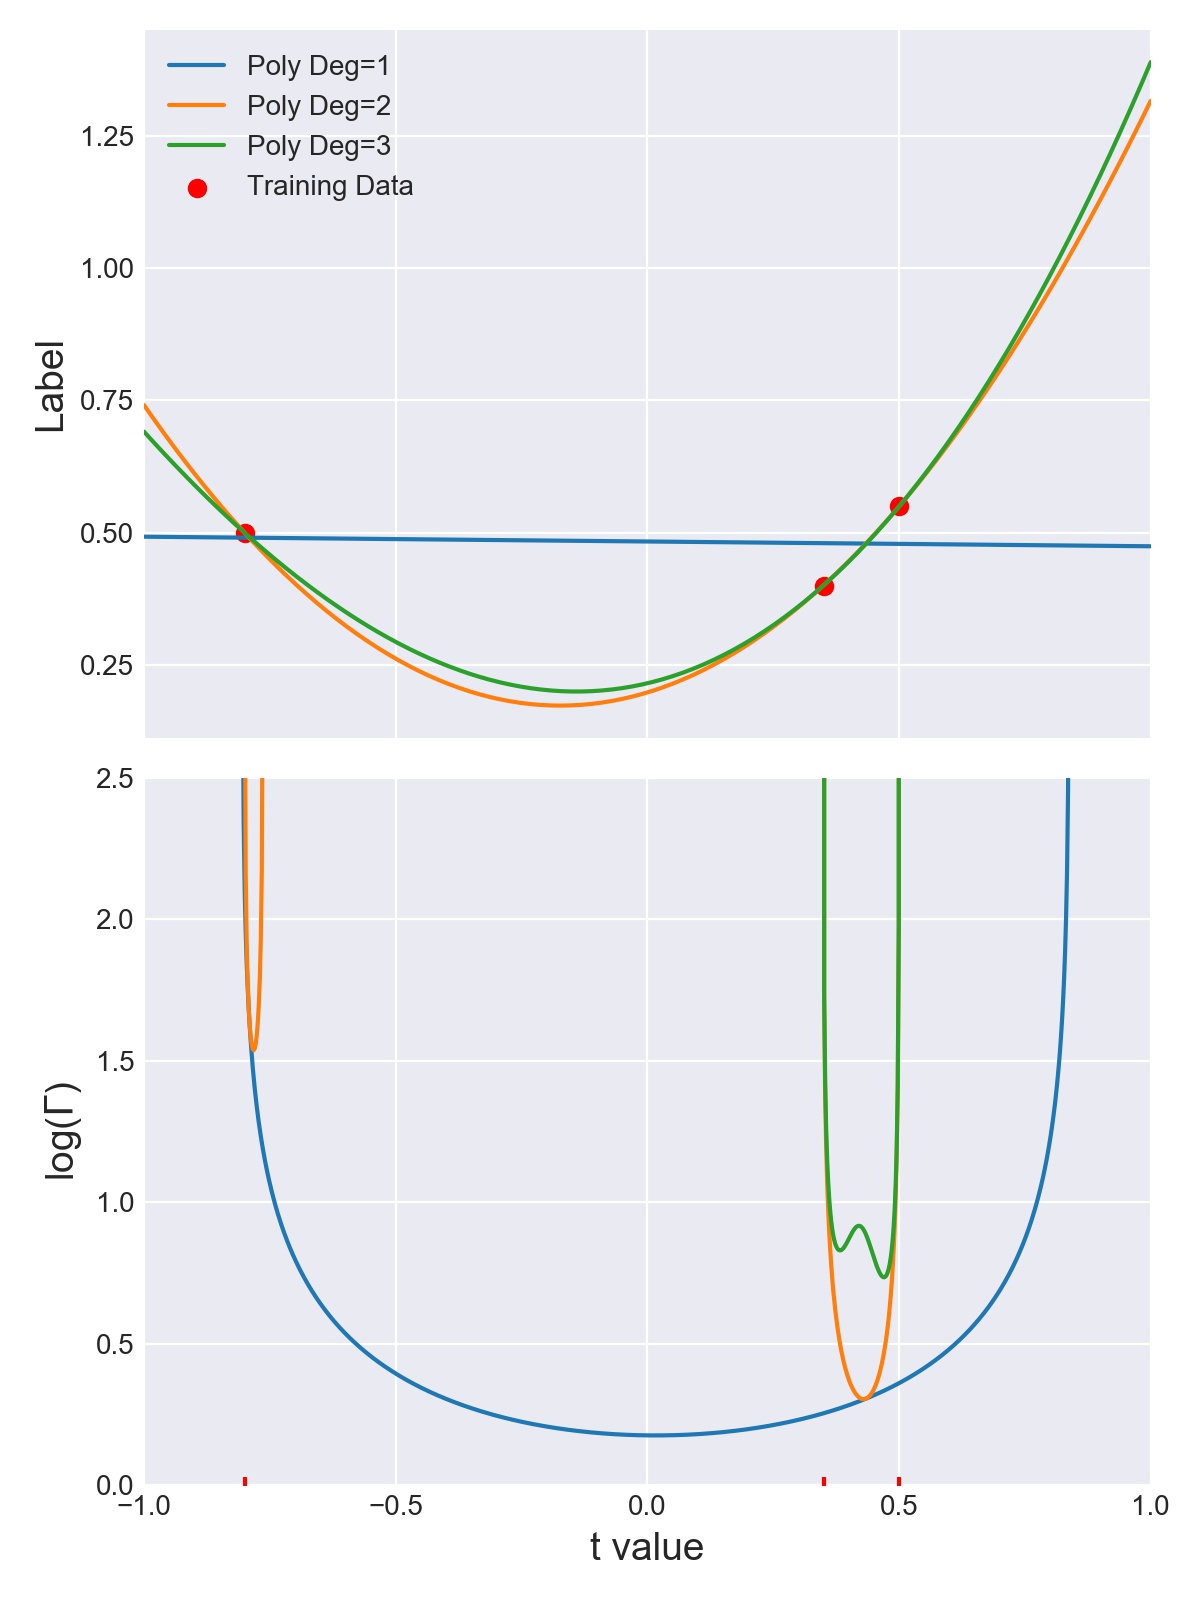 Poly Deg=1
Poly Deg=2
Poly Deg=3
Training Data
1.25
1.00
0.75
0.50
0.25
Label
2.5
2.0
1.5
1.0
0.5
0.0
log(Γ)
−1.0 −0.5 0.0 0.5 1.0
t value